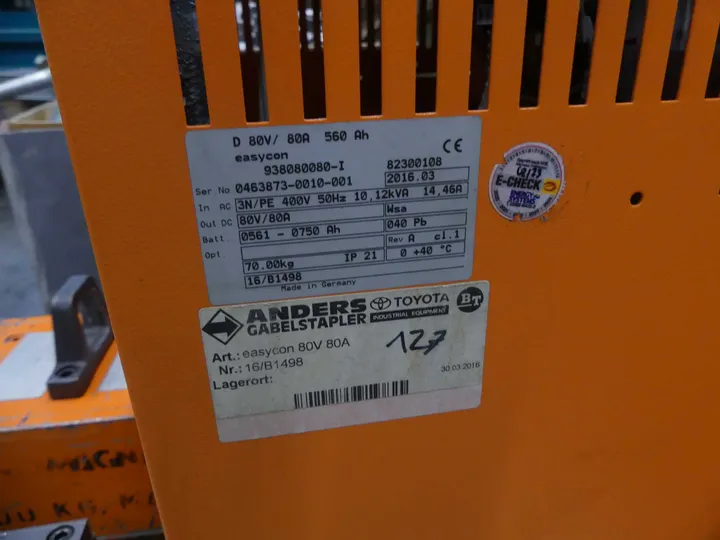 D 80V/ 80A 560 Ah
easycon
CE
938080080-I 82300108
Ser.No 0463873-0010-001 2016.03
In AC 3N/PE 400V 50Hz 10,12kVA 14,46A
Out DC 80V/80A Wsa
Batt. 0561 - 0750 Ah 040 Pb
Opt. Rev A cl.1
70.00kg IP 21 0 +40 °C
16/B1498
Made in Germany
E-CHECK
ANDERS
GABELSTAPLER
TOYOTA
INDUSTRIAL EQUIPMENT
BT
Art.: easycon 80V 80A
127
Nr.: 16/B1498
Lagerort:
30.03.2016